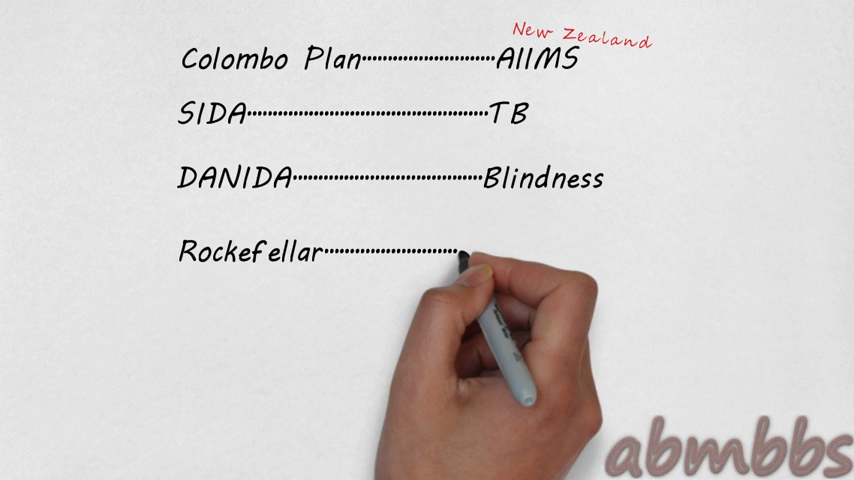 New Zealand
Colombo Plan..........................AIIMS
SIDA................................................TB
DANIDA.....................................Blindness
Rockefellar..........................
abmbbs